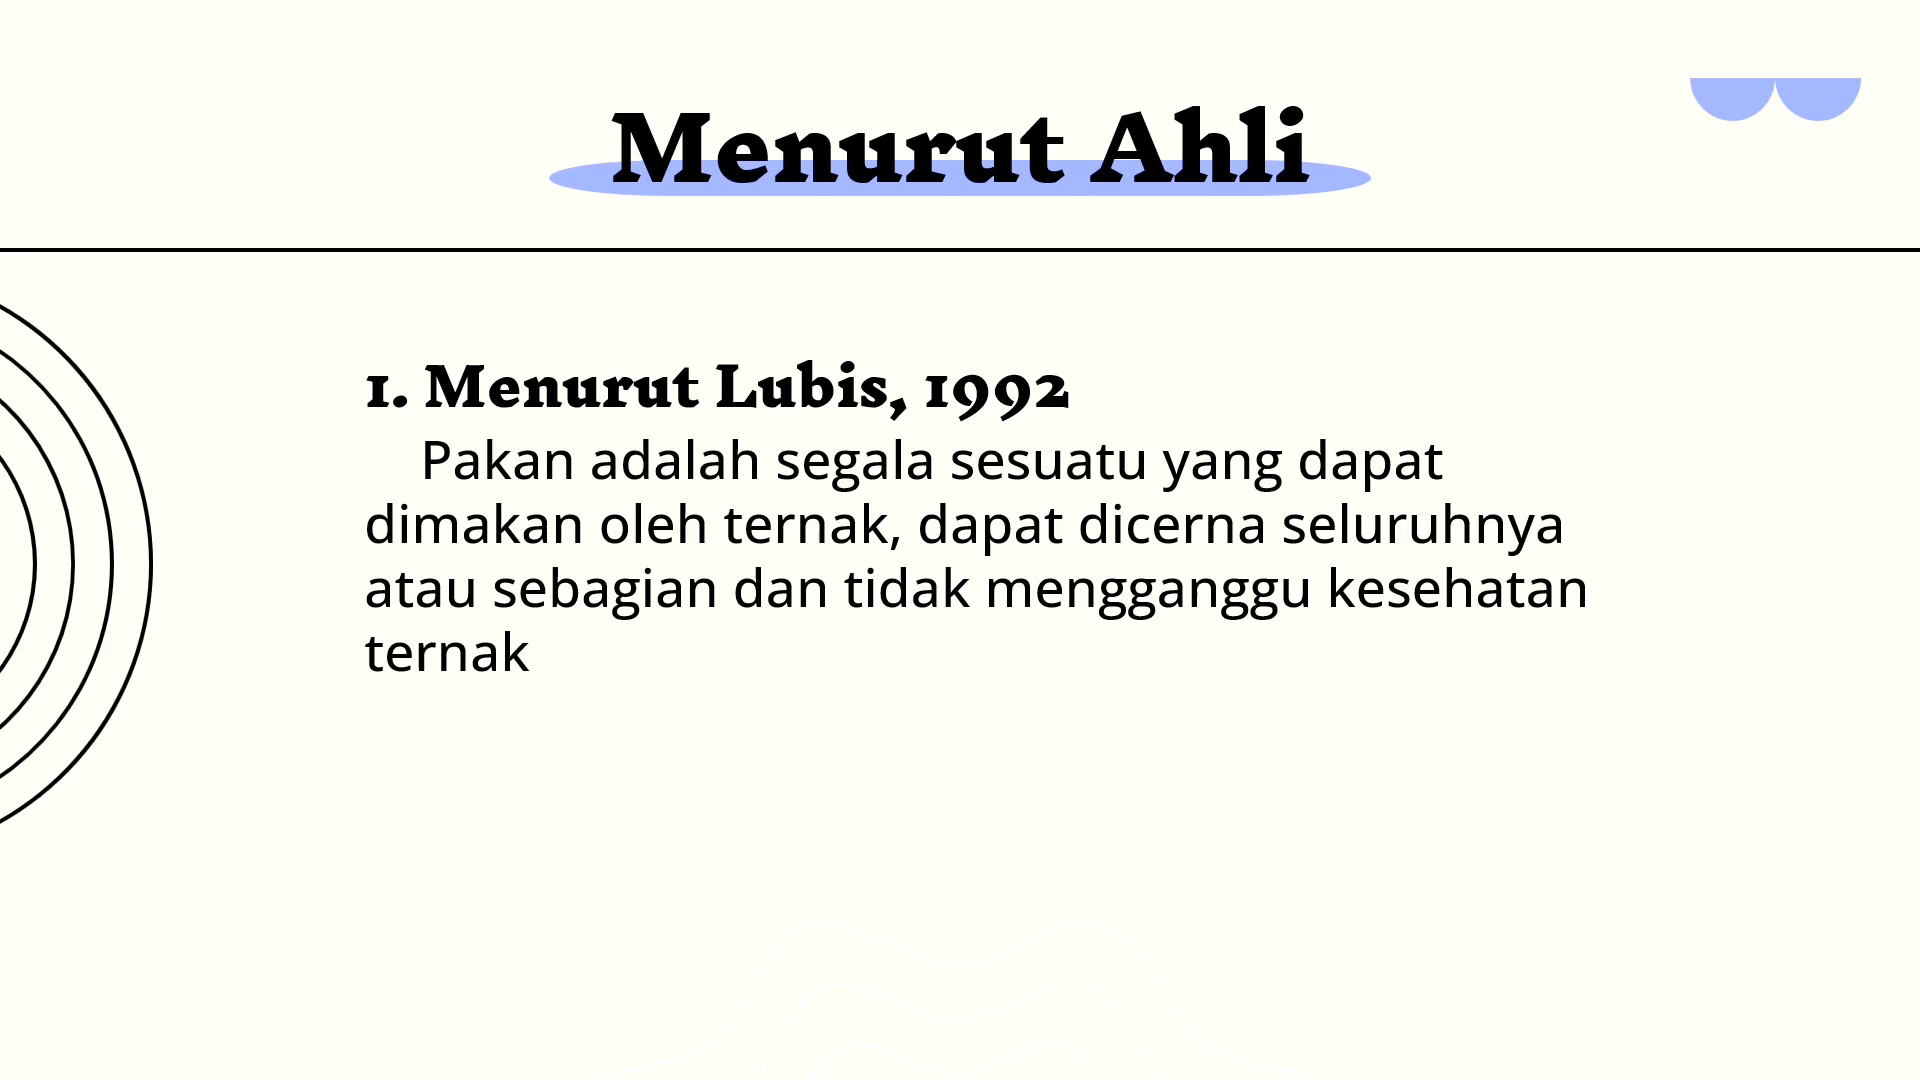 Menurut Ahli
1. Menurut Lubis, 1992
Pakan adalah segala sesuatu yang dapat
dimakan oleh ternak, dapat dicerna seluruhnya
atau sebagian dan tidak mengganggu kesehatan
ternak